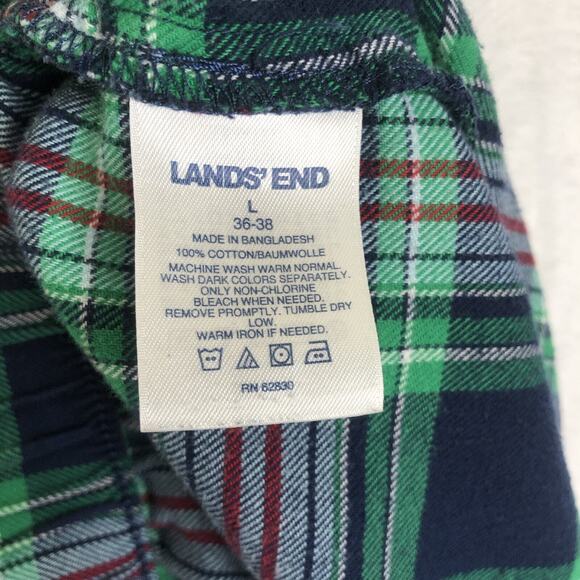 LANDS' END
L
36-38
MADE IN BANGLADESH
100% COTTON/BAUMWOLLE
MACHINE WASH WARM NORMAL
WASH DARK COLORS SEPARATELY.
ONLY NON-CHLORINE
BLEACH WHEN NEEDED.
REMOVE PROMPTLY. TUMBLE DRY
LOW.
WARM IRON IF NEEDED.
RN 62830